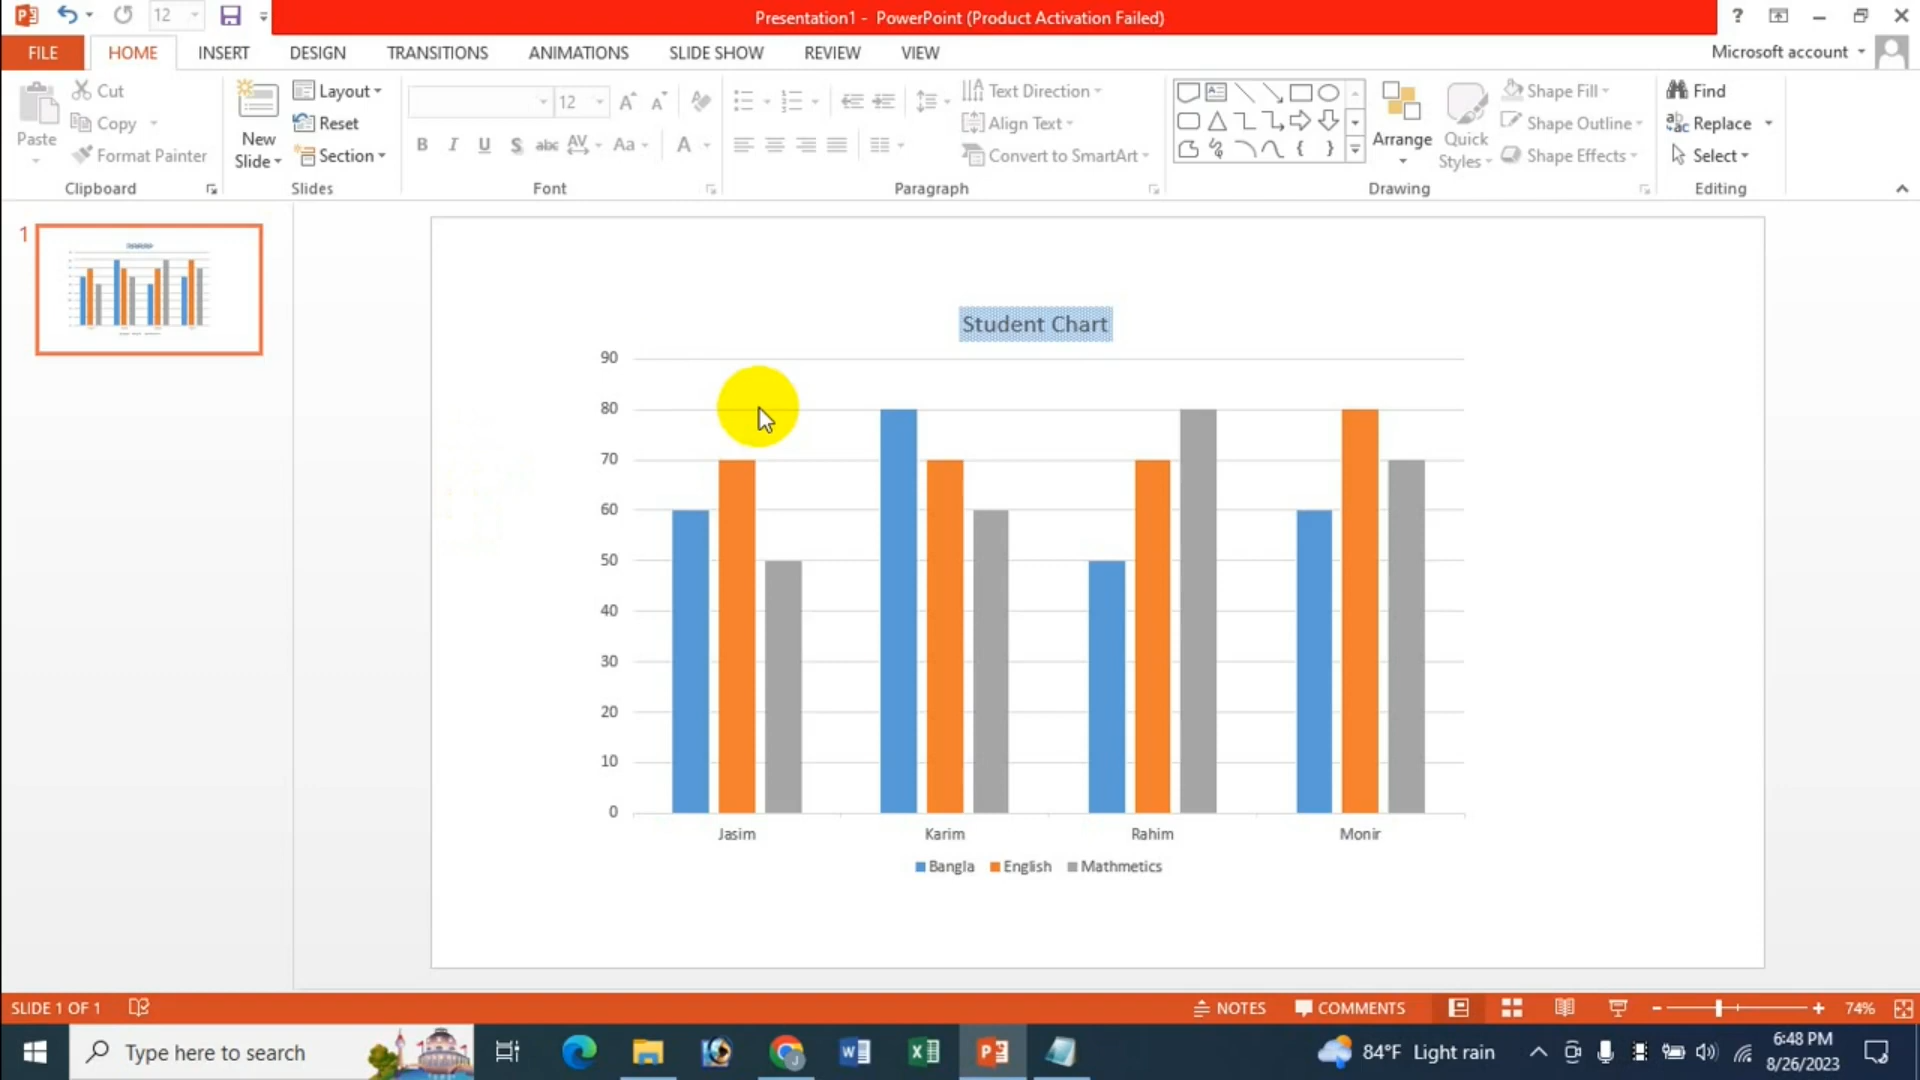 12
Presentation1 - PowerPoint (Product Activation Failed)
?
FILE
HOME
INSERT
DESIGN
TRANSITIONS
ANIMATIONS
SLIDE SHOW
REVIEW
VIEW
Microsoft account
Paste
Cut
Copy
Format Painter
Clipboard
New
Slide
Layout
Reset
Section
Slides
12
B I U S abc AV Aa A
Font
Text Direction
Align Text
Convert to SmartArt
Paragraph
Arrange
Quick
Styles
Shape Fill
Shape Outline
Shape Effects
Drawing
Find
Replace
Select
Editing
1
Student Chart
90
80
70
60
50
40
30
20
10
0
Jasim Karim Rahim Monir
Bangla English Mathmetics
SLIDE 1 OF 1
NOTES
COMMENTS
74%
Type here to search
84°F Light rain
6:48 PM
8/26/2023